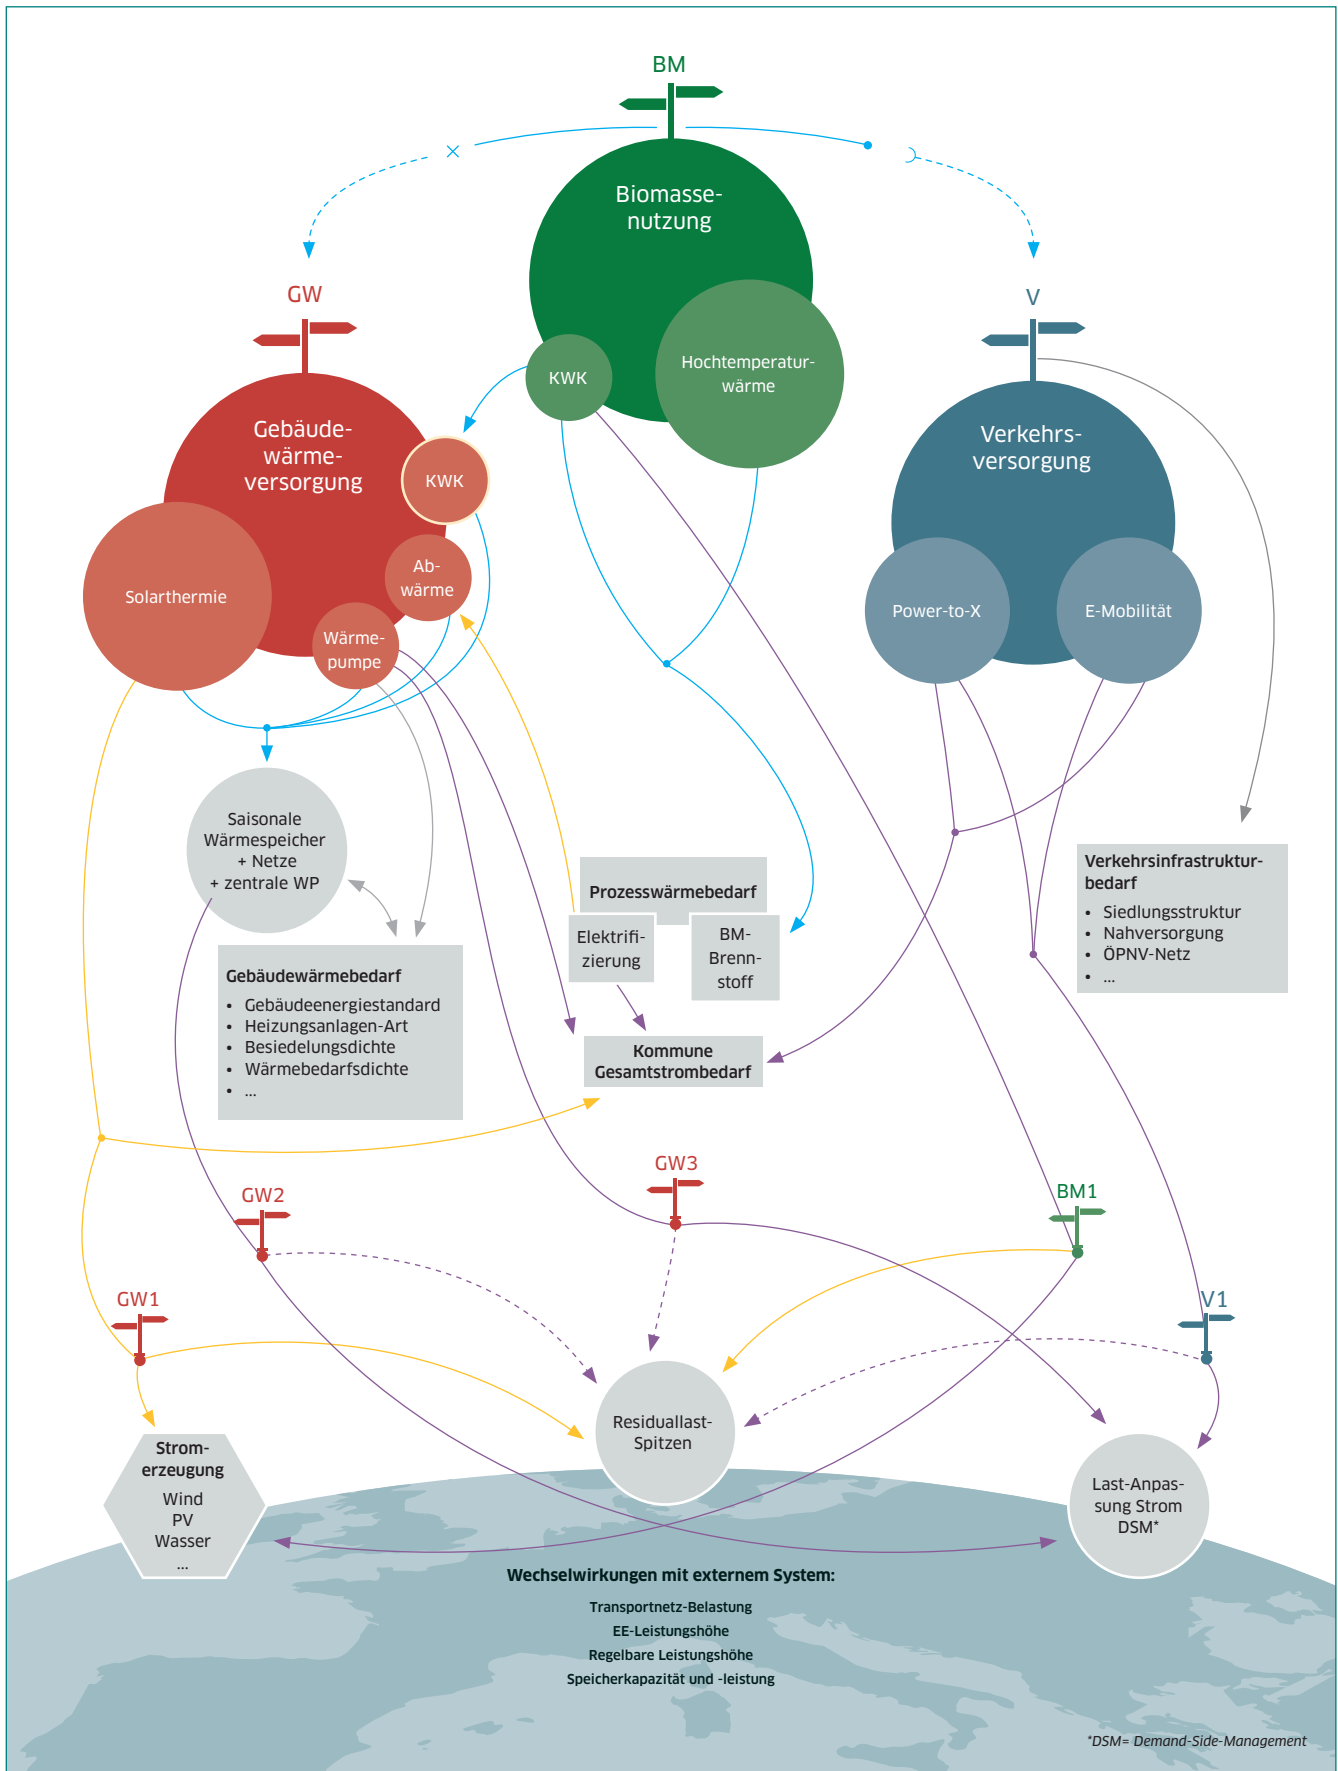 BM
Biomasse-
nutzung
KWK
Hochtemperatur-
wärme
GW
Gebäude-
wärme-
versorgung
KWK
Ab-
wärme
Solarthermie
Wärme-
pumpe
V
Verkehrs-
versorgung
Power-to-X
E-Mobilität
Saisonale
Wärmespeicher
+ Netze
+ zentrale WP
Gebäudewärmebedarf
• Gebäudeenergiestandard
• Heizungsanlagen-Art
• Besiedelungsdichte
• Wärmebedarfsdichte
• ...
Prozesswärmebedarf
Elektrifi-
zierung
BM-
Brenn-
stoff
Kommune
Gesamtstrombedarf
Verkehrsinfrastruktur-
bedarf
• Siedlungsstruktur
• Nahversorgung
• ÖPNV-Netz
• ...
GW3
GW2
BM1
GW1
V1
Strom-
erzeugung
Wind
PV
Wasser
...
Residuallast-
Spitzen
Last-Anpas-
sung Strom
DSM*
Wechselwirkungen mit externem System:
Transportnetz-Belastung
EE-Leistungshöhe
Regelbare Leistungshöhe
Speicherkapazität und -leistung
*DSM= Demand-Side-Management